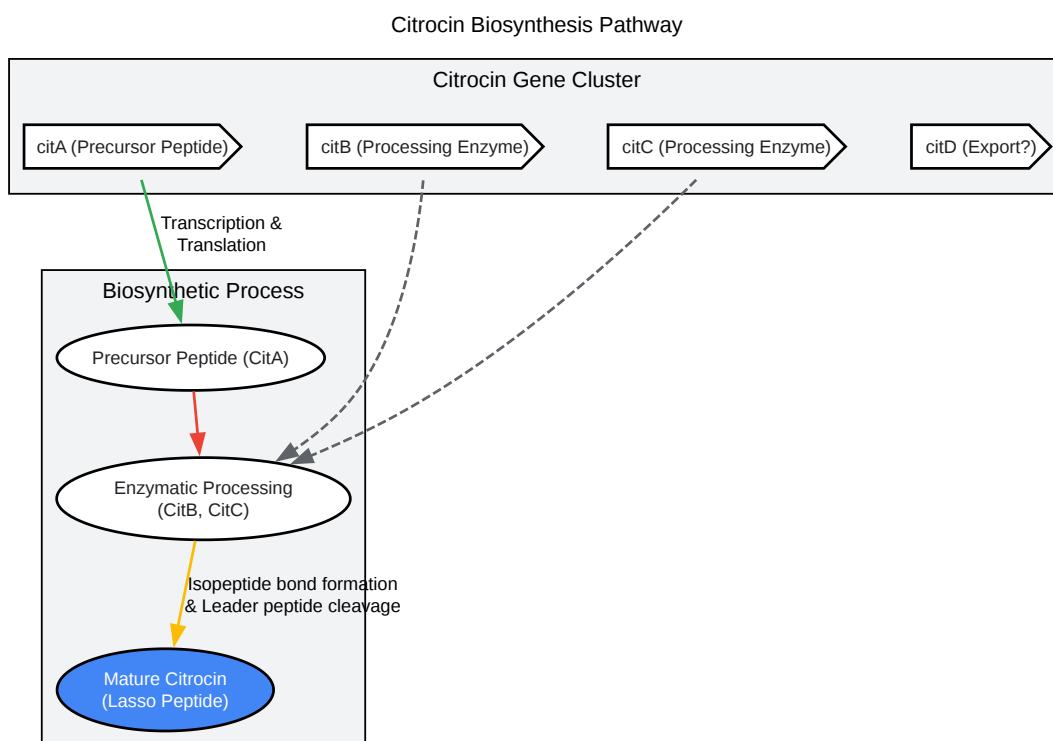 Citrocin Biosynthesis Pathway
Citrocin Gene Cluster
citA (Precursor Peptide)
citB (Processing Enzyme)
citC (Processing Enzyme)
citD (Export?)
Transcription &
Translation
Biosynthetic Process
Precursor Peptide (CitA)
Enzymatic Processing
(CitB, CitC)
Isopeptide bond formation
& Leader peptide cleavage
Mature Citrocin
(Lasso Peptide)